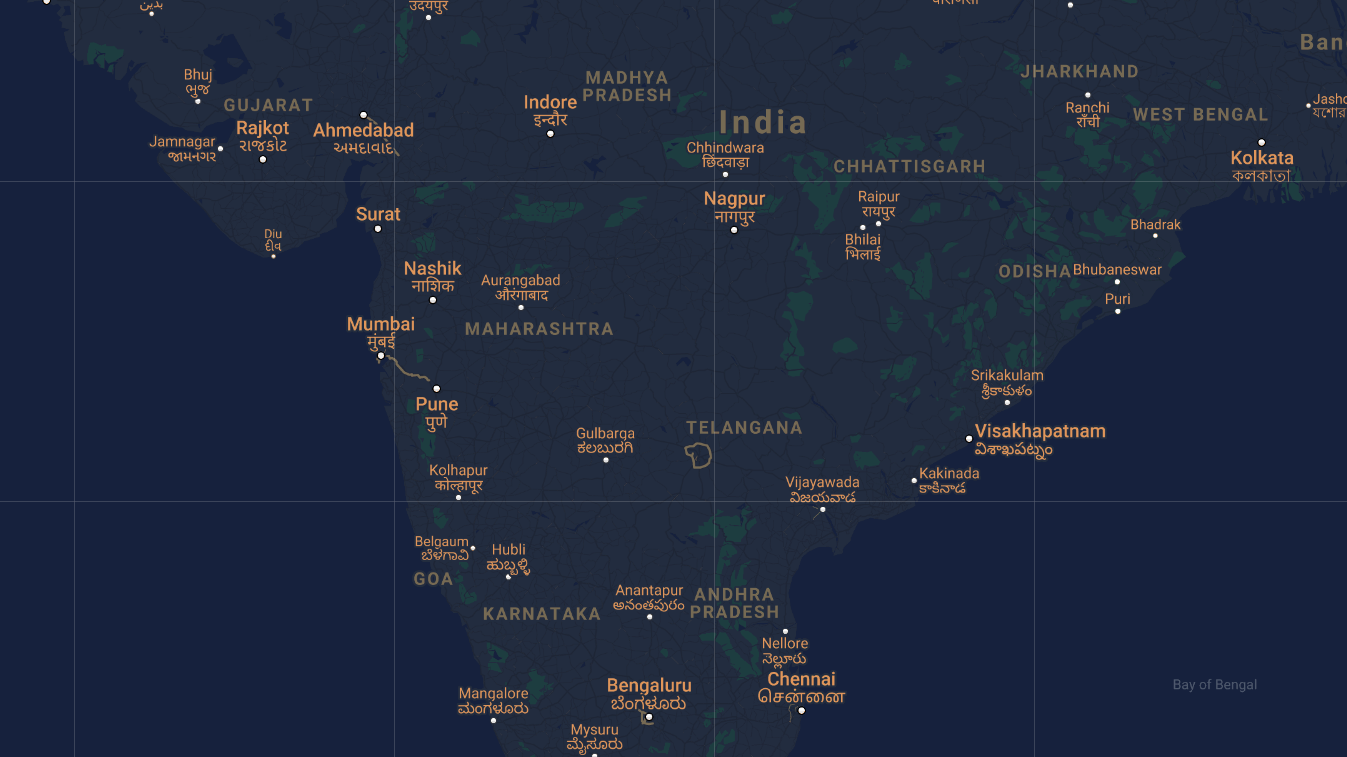 بدين
उदयपुर
Ban
Bhuj
ભુજ
MADHYA
PRADESH
JHARKHAND
GUJARAT
Indore
इन्दौर
Ranchi
राँची
WEST BENGAL
India
Rajkot
રાજકોટ
Ahmedabad
અમદાવાદ
Jamnagar
જામનગર
Chhindwara
छिंदवाड़ा
CHHATTISGARH
Kolkata
কলকাতা
Nagpur
नागपुर
Raipur
रायपुर
Surat
Diu
દીવ
Bhadrak
Bhilai
भिलाई
Nashik
नाशिक
Aurangabad
औरंगाबाद
ODISHA
Bhubaneswar
Puri
Mumbai
मुंबई
MAHARASHTRA
Srikakulam
శ్రీకాకుళం
Pune
पुणे
Gulbarga
ಕಲಬುರಗಿ
TELANGANA
Visakhapatnam
విశాఖపట్నం
Kolhapur
कोल्हापूर
Vijayawada
విజయవాడ
Kakinada
కాకినాడ
Belgaum
ಬೆಳಗಾವಿ
Hubli
ಹುಬ್ಬಳ್ಳಿ
GOA
Anantapur
అనంతపురం
ANDHRA
PRADESH
KARNATAKA
Nellore
నెల్లూరు
Bengaluru
ಬೆಂಗಳೂರು
Chennai
சென்னை
Bay of Bengal
Mangalore
ಮಂಗಳೂರು
Mysuru
ಮೈಸೂರು